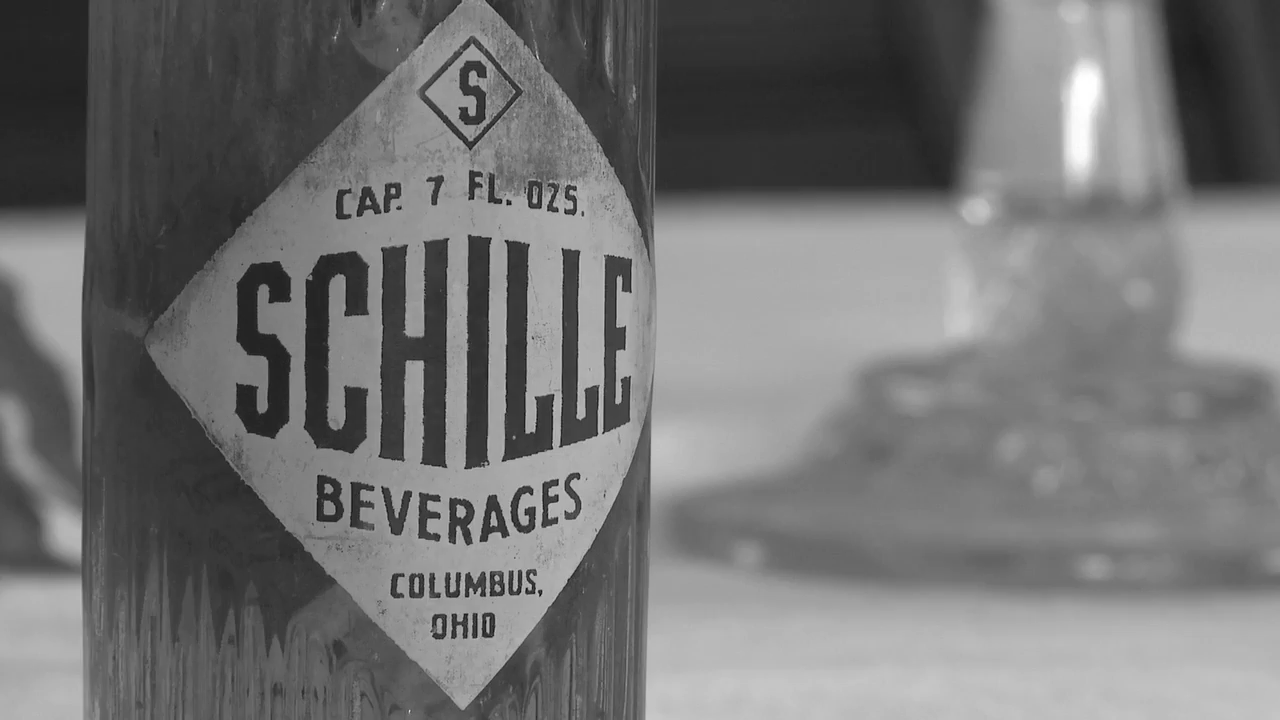 S
CAP. 7 FL. OZS.
SCHILLE
BEVERAGES
COLUMBUS,
OHIO